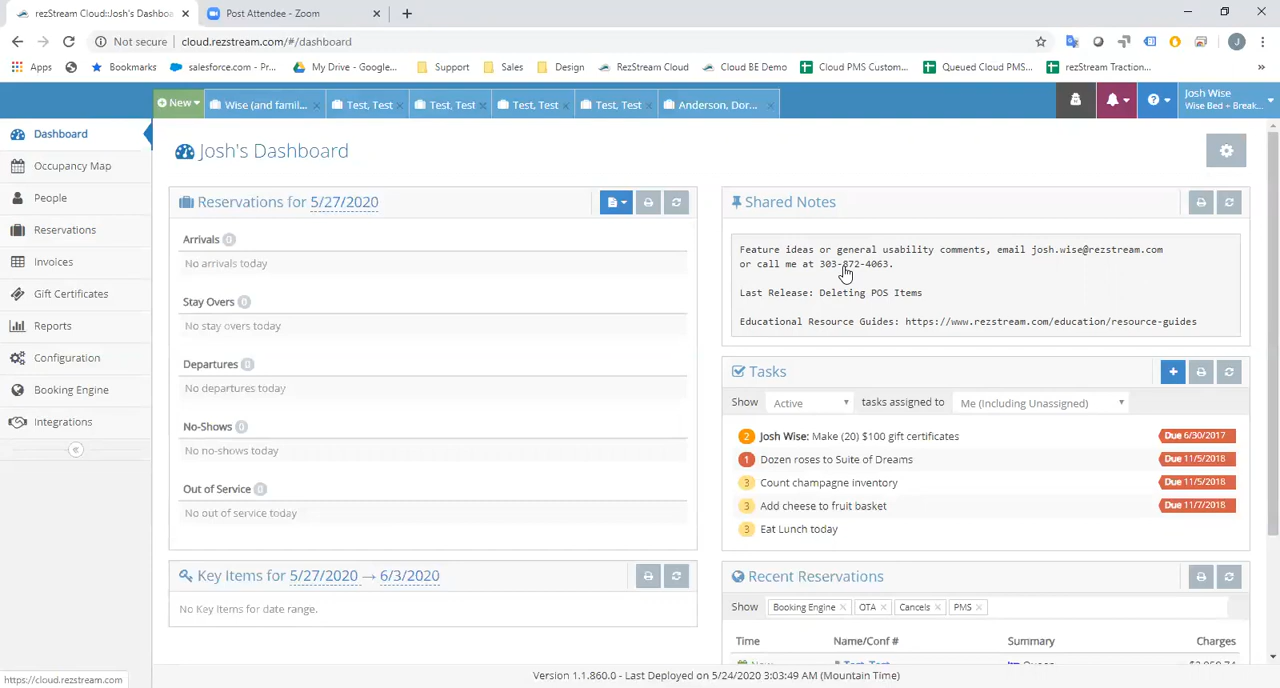 rezStream Cloud::Josh's Dashboa
Post Attendee - Zoom
Not secure
cloud.rezstream.com/#/dashboard
Apps
Bookmarks
salesforce.com - Pr...
My Drive - Google...
Support
Sales
Design
RezStream Cloud
Cloud BE Demo
Cloud PMS Custom...
Queued Cloud PMS...
rezStream Traction...
»
New
Wise (and famil...
Test, Test
Test, Test
Test, Test
Test, Test
Anderson, Dor...
Josh Wise
Wise Bed + Break...
Dashboard
Occupancy Map
People
Reservations
Invoices
Gift Certificates
Reports
Configuration
Booking Engine
Integrations
Josh's Dashboard
Reservations for 5/27/2020
Arrivals 0
No arrivals today
Stay Overs 0
No stay overs today
Departures 0
No departures today
No-Shows 0
No no-shows today
Out of Service 0
No out of service today
Key Items for 5/27/2020 → 6/3/2020
No Key Items for date range.
Shared Notes
Feature ideas or general usability comments, email josh.wise@rezstream.com
or call me at 303-872-4063.
Last Release: Deleting POS Items
Educational Resource Guides: https://www.rezstream.com/education/resource-guides
Tasks
Show Active tasks assigned to Me (Including Unassigned)
2 Josh Wise: Make (20) $100 gift certificates Due 6/30/2017
1 Dozen roses to Suite of Dreams Due 11/5/2018
3 Count champagne inventory Due 11/5/2018
3 Add cheese to fruit basket Due 11/7/2018
3 Eat Lunch today
Recent Reservations
Show Booking Engine OTA Cancels PMS
Time Name/Conf # Summary Charges
https://cloud.rezstream.com
Version 1.1.860.0 - Last Deployed on 5/24/2020 3:03:49 AM (Mountain Time)